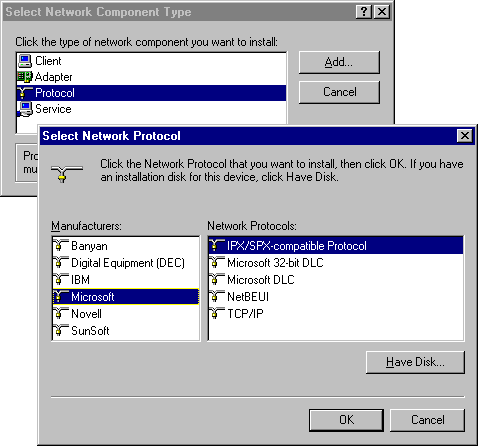 Select Network Component Type
Click the type of network component you want to install:
Client
Adapter
Protocol
Service
Add...
Cancel
Select Network Protocol
Click the Network Protocol that you want to install, then click OK. If you have
an installation disk for this device, click Have Disk.
Manufacturers:
Banyan
Digital Equipment (DEC)
IBM
Microsoft
Novell
SunSoft
Network Protocols:
IPX/SPX-compatible Protocol
Microsoft 32-bit DLC
Microsoft DLC
NetBEUI
TCP/IP
Have Disk...
OK
Cancel